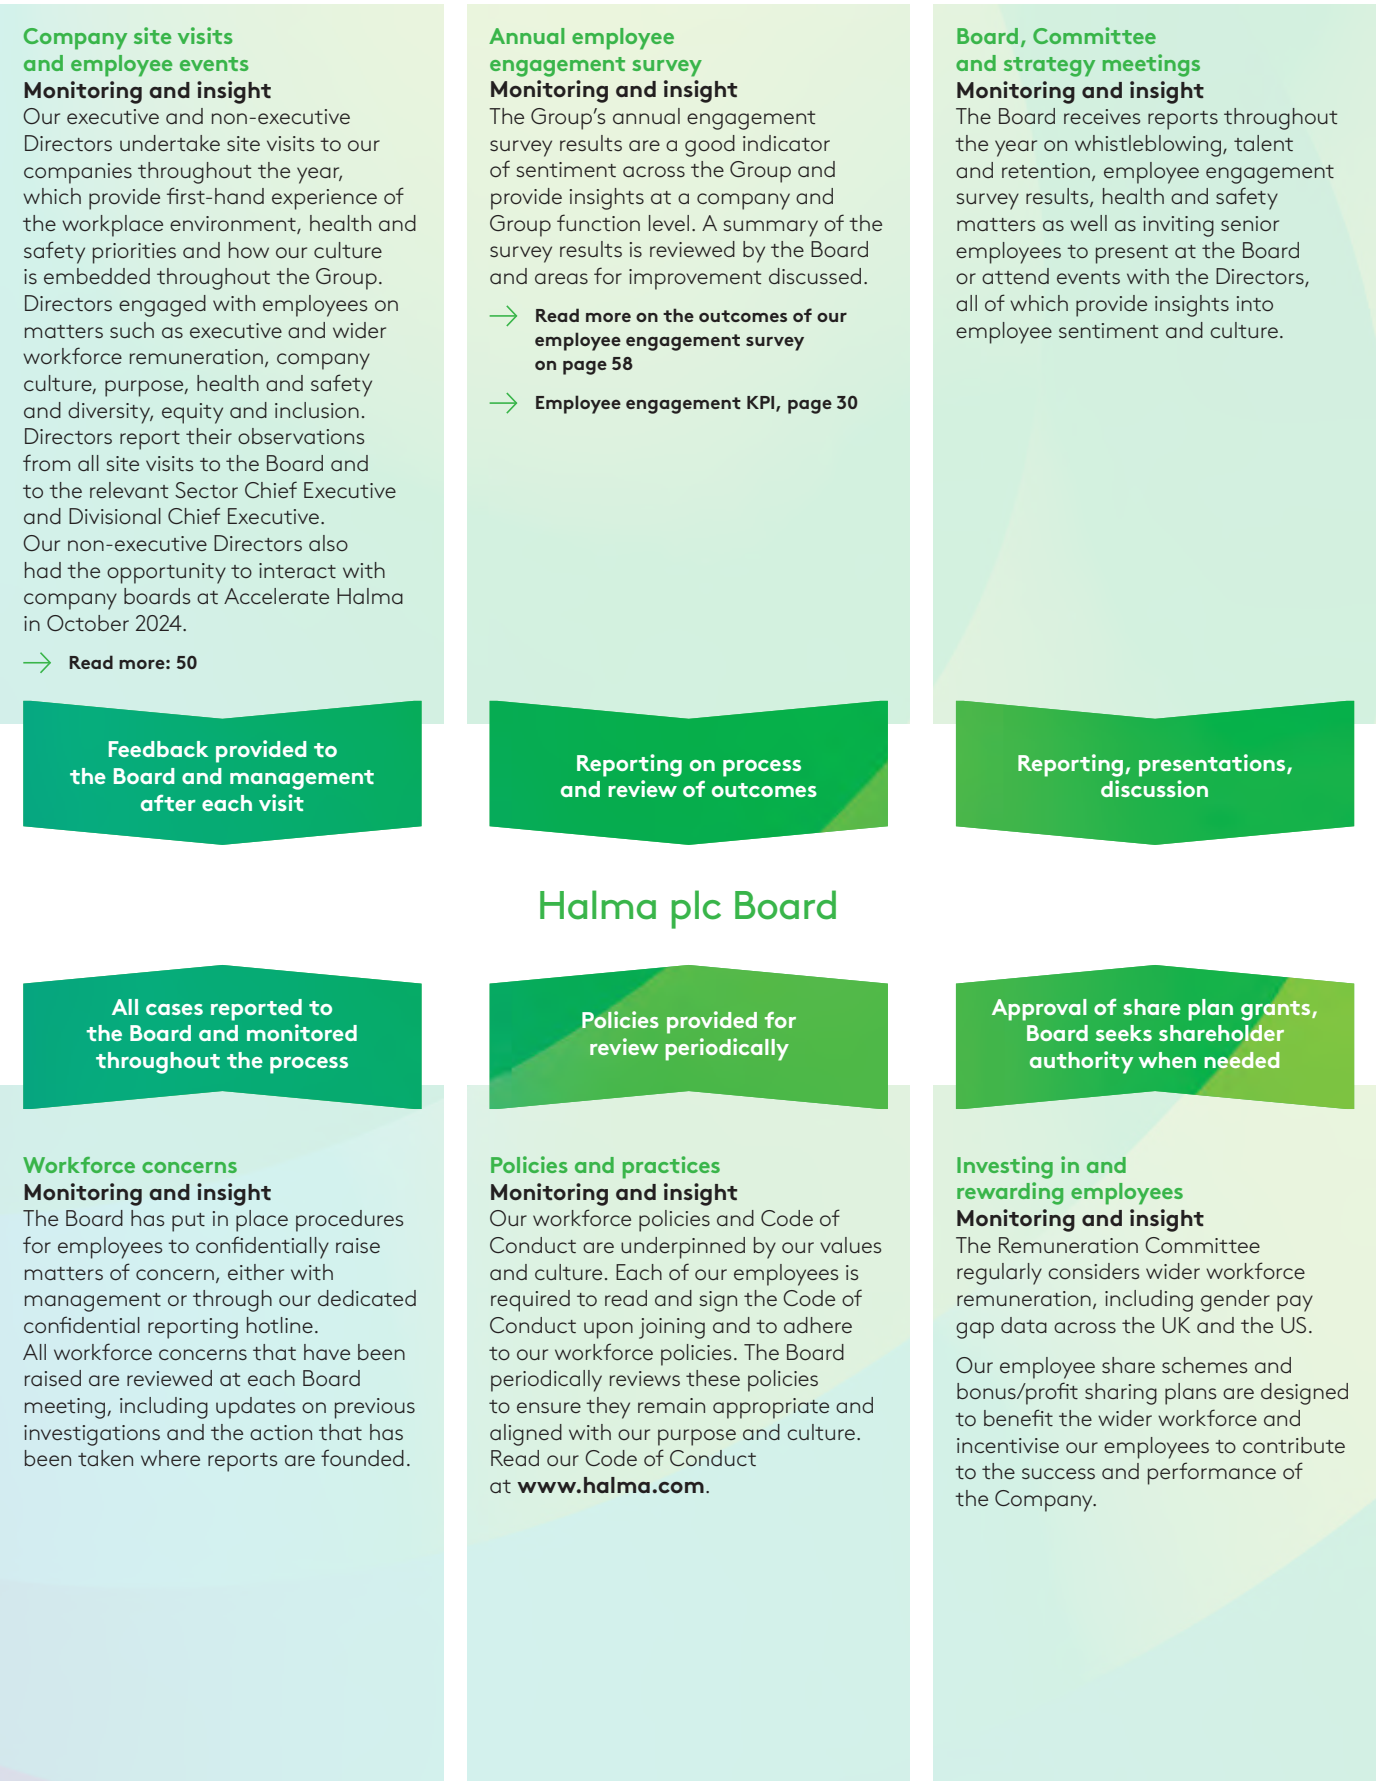 Company site visits
and employee events
Monitoring and insight
Our executive and non-executive
Directors undertake site visits to our
companies throughout the year,
which provide first-hand experience of
the workplace environment, health and
safety priorities and how our culture
is embedded throughout the Group.
Directors engaged with employees on
matters such as executive and wider
workforce remuneration, company
culture, purpose, health and safety
and diversity, equity and inclusion.
Directors report their observations
from all site visits to the Board and
to the relevant Sector Chief Executive
and Divisional Chief Executive.
Our non-executive Directors also
had the opportunity to interact with
company boards at Accelerate Halma
in October 2024.
Read more: 50
Feedback provided to
the Board and management
after each visit
Annual employee
engagement survey
Monitoring and insight
The Group's annual engagement
survey results are a good indicator
of sentiment across the Group and
provide insights at a company and
Group function level. A summary of the
survey results is reviewed by the Board
and areas for improvement discussed.
Read more on the outcomes of our
employee engagement survey
on page 58
Employee engagement KPI, page 30
Reporting on process
and review of outcomes
Board, Committee
and strategy meetings
Monitoring and insight
The Board receives reports throughout
the year on whistleblowing, talent
and retention, employee engagement
survey results, health and safety
matters as well as inviting senior
employees to present at the Board
or attend events with the Directors,
all of which provide insights into
employee sentiment and culture.
Reporting, presentations,
discussion
Halma plc Board
All cases reported to
the Board and monitored
throughout the process
Workforce concerns
Monitoring and insight
The Board has put in place procedures
for employees to confidentially raise
matters of concern, either with
management or through our dedicated
confidential reporting hotline.
All workforce concerns that have been
raised are reviewed at each Board
meeting, including updates on previous
investigations and the action that has
been taken where reports are founded.
Policies provided for
review periodically
Policies and practices
Monitoring and insight
Our workforce policies and Code of
Conduct are underpinned by our values
and culture. Each of our employees is
required to read and sign the Code of
Conduct upon joining and to adhere
to our workforce policies. The Board
periodically reviews these policies
to ensure they remain appropriate and
aligned with our purpose and culture.
Read our Code of Conduct
at www.halma.com.
Approval of share plan grants,
Board seeks shareholder
authority when needed
Investing in and
rewarding employees
Monitoring and insight
The Remuneration Committee
regularly considers wider workforce
remuneration, including gender pay
gap data across the UK and the US.
Our employee share schemes and
bonus/profit sharing plans are designed
to benefit the wider workforce and
incentivise our employees to contribute
to the success and performance of
the Company.